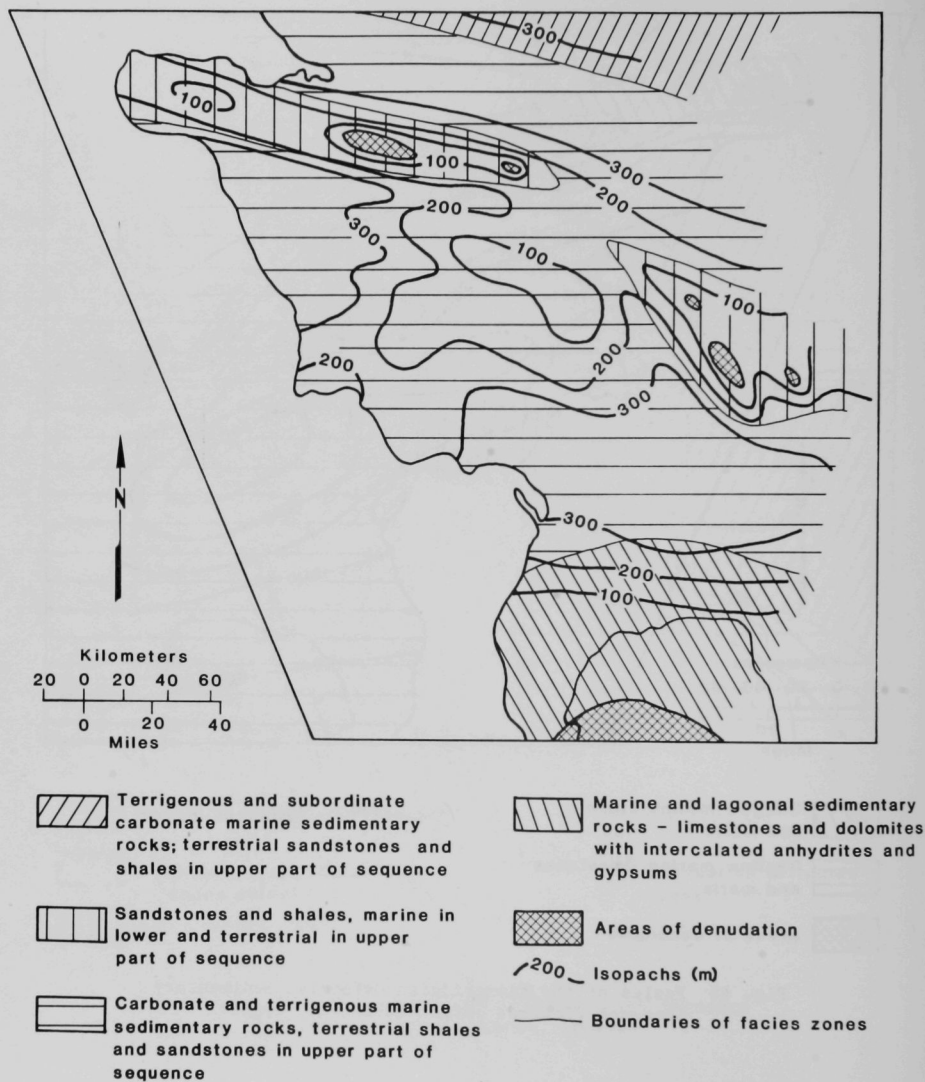 300
100
100
300
200
200
300
100
100
200
200
300
300
200
100
N
Kilometers
20 0 20 40 60
0 20 40
Miles
Terrigenous and subordinate
carbonate marine sedimentary
rocks; terrestrial sandstones and
shales in upper part of sequence
Sandstones and shales, marine in
lower and terrestrial in upper
part of sequence
Carbonate and terrigenous marine
sedimentary rocks, terrestrial shales
and sandstones in upper part of
sequence
Marine and lagoonal sedimentary
rocks - limestones and dolomites
with intercalated anhydrites and
gypsums
Areas of denudation
200 Isopachs (m)
Boundaries of facies zones